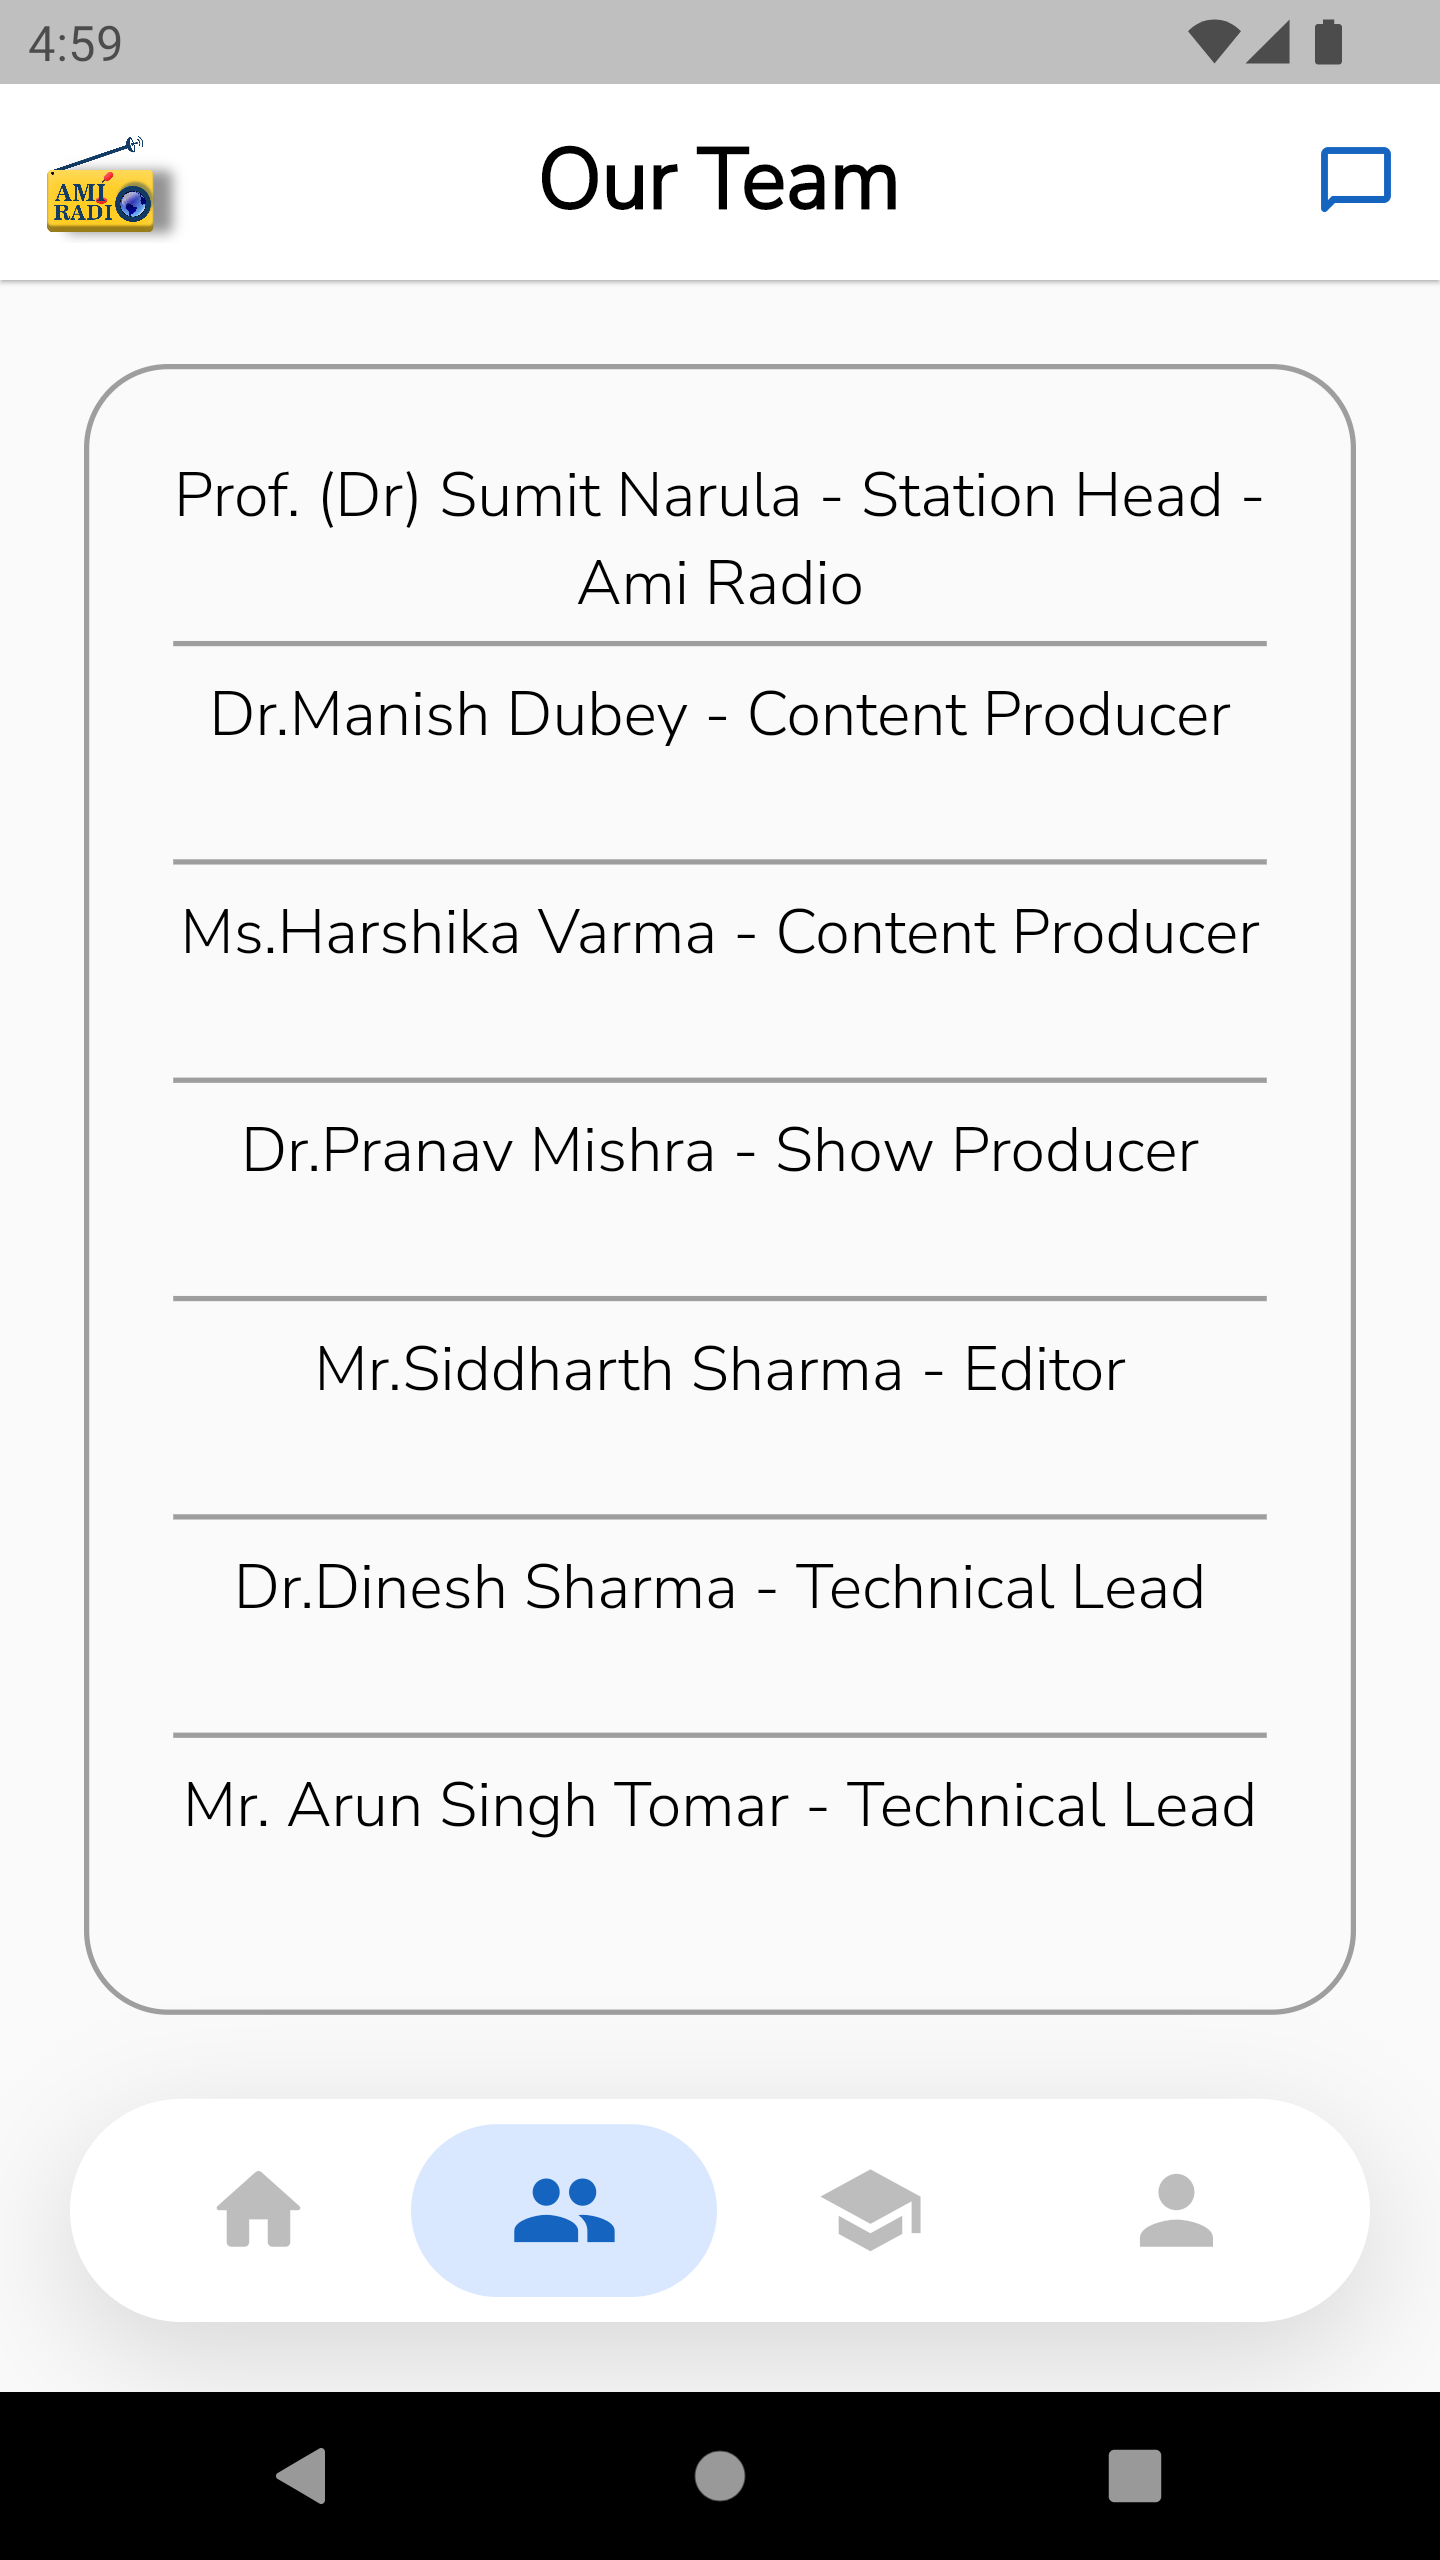 4:59
AMI
RADIO
Our Team
Prof. (Dr) Sumit Narula - Station Head -
Ami Radio
Dr.Manish Dubey - Content Producer
Ms.Harshika Varma - Content Producer
Dr.Pranav Mishra - Show Producer
Mr.Siddharth Sharma - Editor
Dr.Dinesh Sharma - Technical Lead
Mr. Arun Singh Tomar - Technical Lead